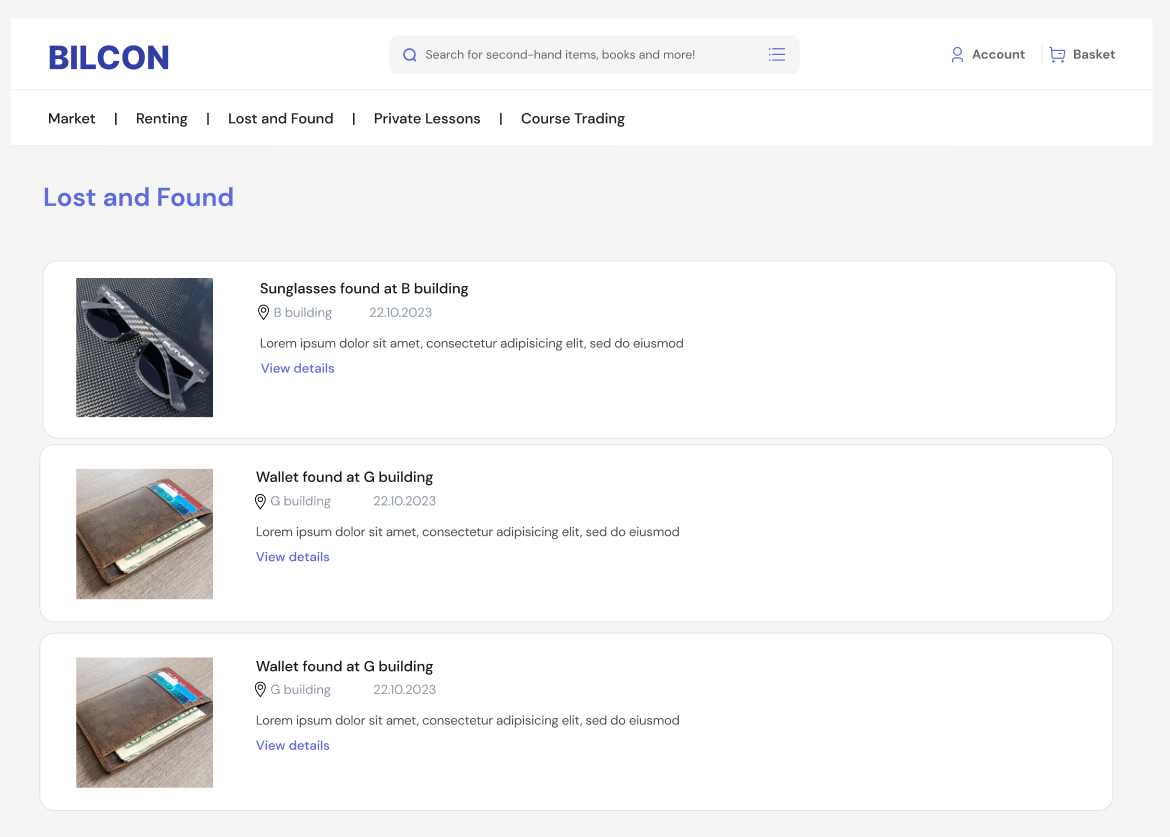 BILCON
Search for second-hand items, books and more!
Account
Basket
Market | Renting | Lost and Found | Private Lessons | Course Trading
Lost and Found
Sunglasses found at B building
B building 22.10.2023
Lorem ipsum dolor sit amet, consectetur adipisicing elit, sed do eiusmod
View details
Wallet found at G building
G building 22.10.2023
Lorem ipsum dolor sit amet, consectetur adipisicing elit, sed do eiusmod
View details
Wallet found at G building
G building 22.10.2023
Lorem ipsum dolor sit amet, consectetur adipisicing elit, sed do eiusmod
View details